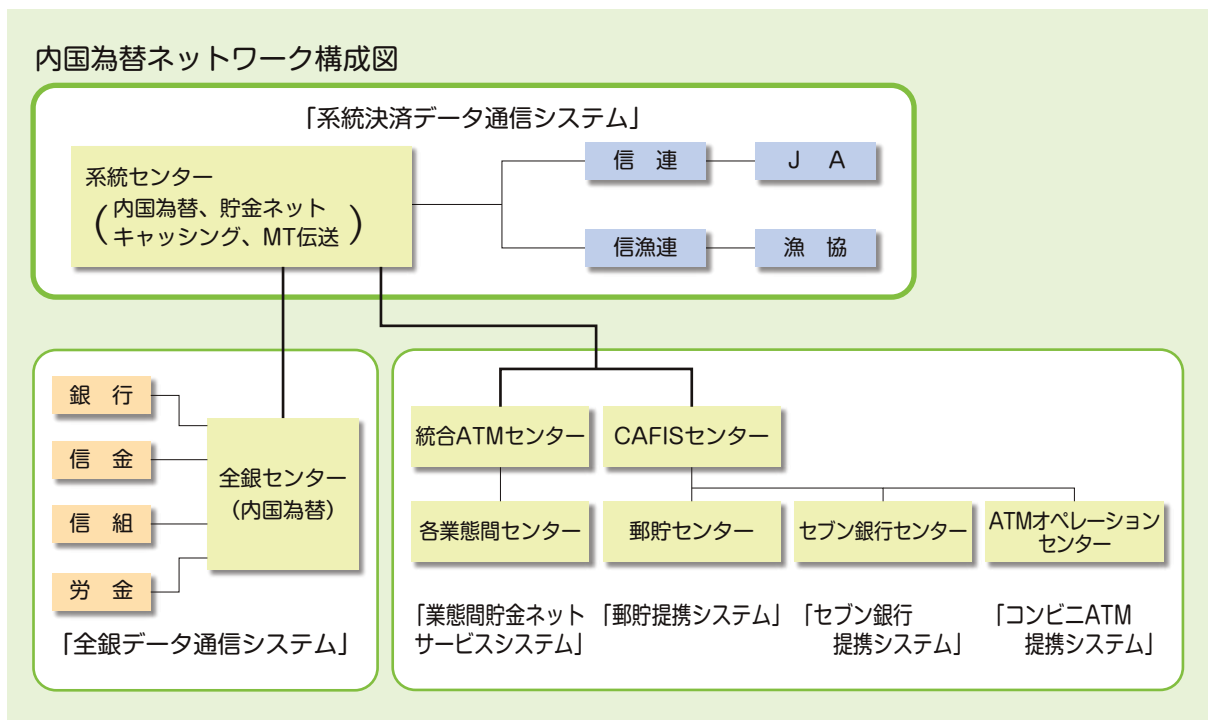 内国為替ネットワーク構成図
「系統決済データ通信システム」
系統センター
(内国為替、貯金ネット
キャッシング、MT伝送)
信 連
J A
信漁連
漁 協
銀 行
信 金
信 組
労 金
全銀センター
(内国為替)
「全銀データ通信システム」
統合ATMセンター
CAFISセンター
各業態間センター
郵貯センター
セブン銀行センター
ATMオペレーション
センター
「業態間貯金ネット
サービスシステム」
「郵貯提携システム」
「セブン銀行
提携システム」
「コンビニATM
提携システム」